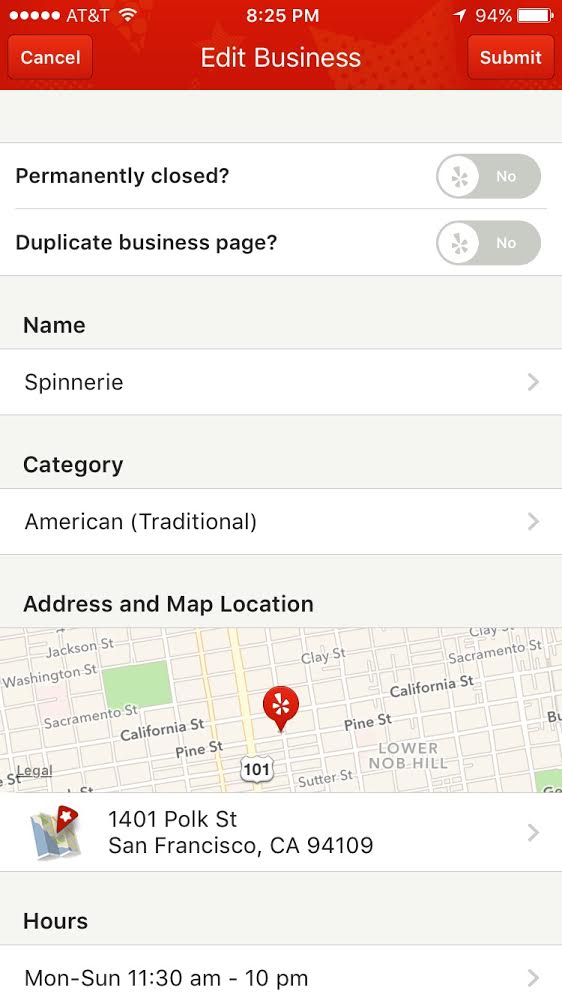 AT&T 8:25 PM 94%
Cancel Edit Business Submit
Permanently closed? No
Duplicate business page? No
Name
Spinnerie
Category
American (Traditional)
Address and Map Location
Jackson St
Clay St
Clay St
Sacramento St
Washington St
California St
Sacramento St
California St
Pine St
Pine St
LOWER
NOB HILL
101
Sutter St
Legal
1401 Polk St
San Francisco, CA 94109
Hours
Mon-Sun 11:30 am - 10 pm